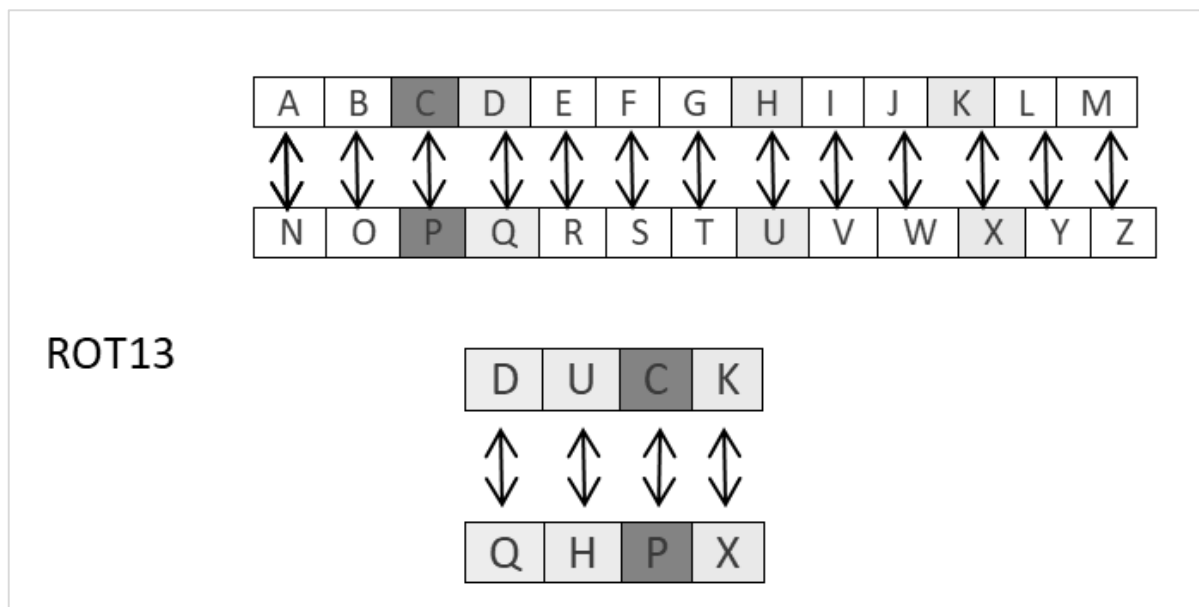 A B C D E F G H I J K L M
N O P Q R S T U V W X Y Z
ROT13
D U C K
Q H P X